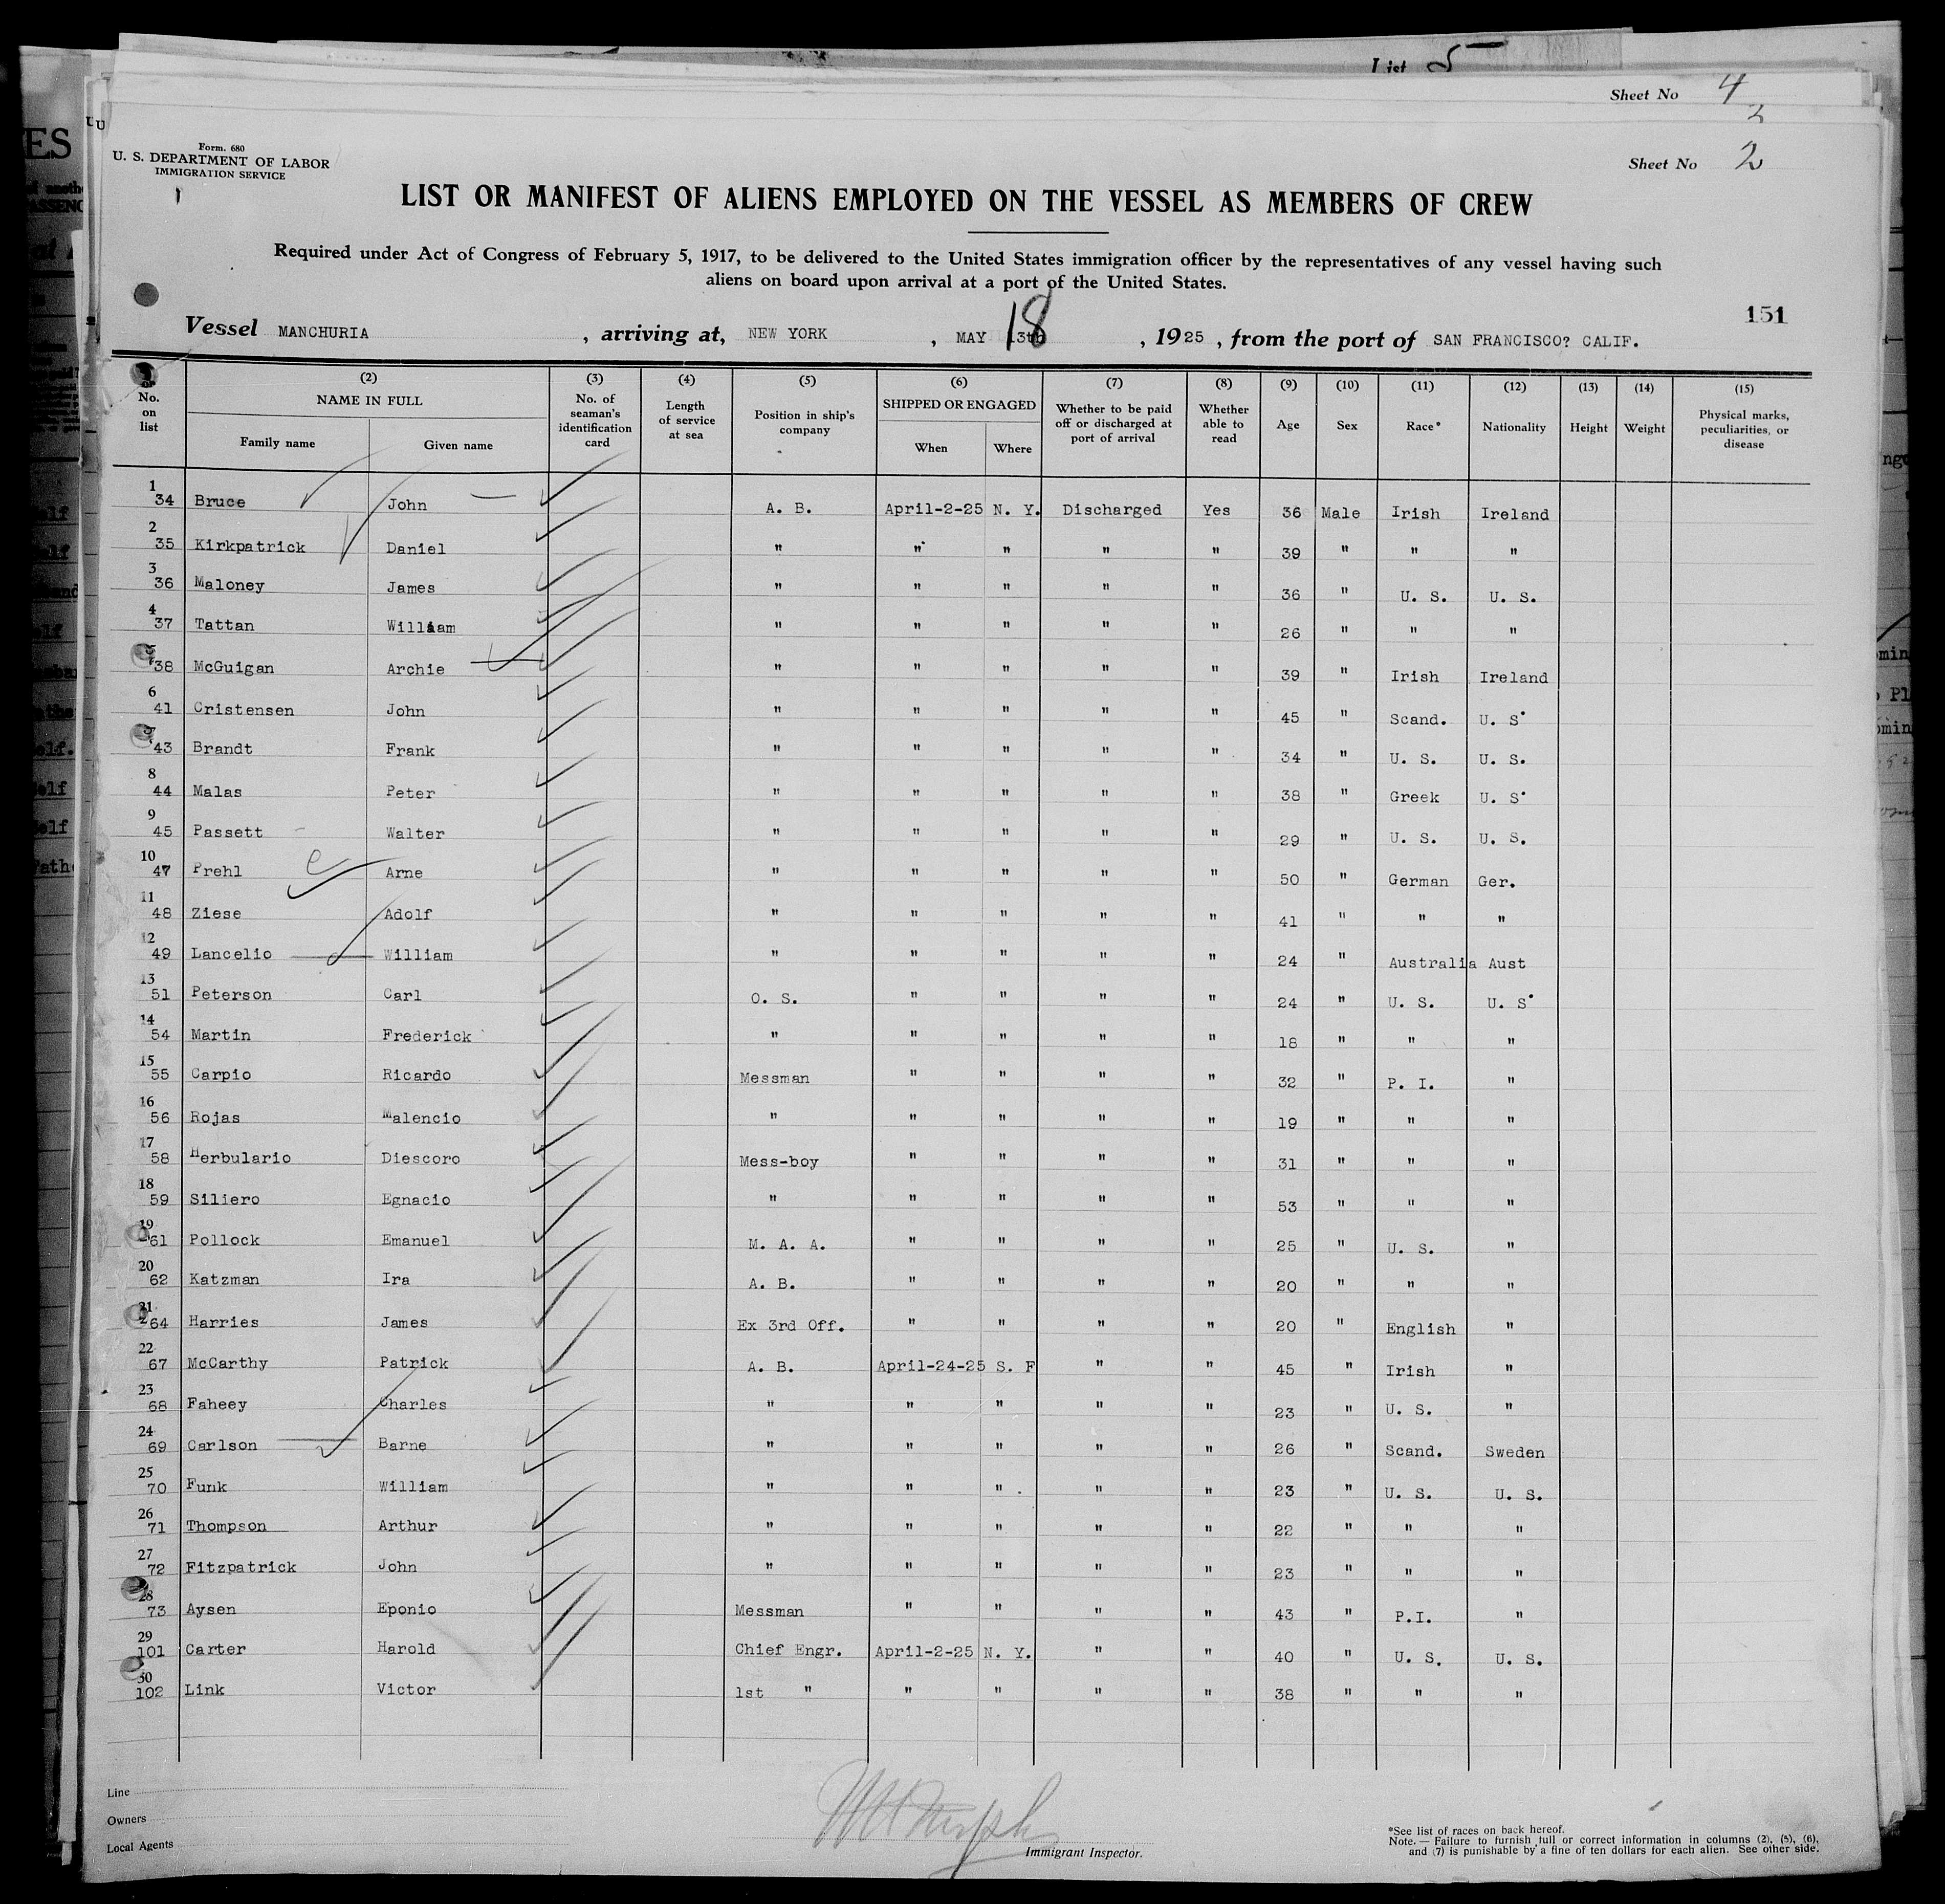 List 5
Sheet No 4
2
Form. 680
U. S. DEPARTMENT OF LABOR
IMMIGRATION SERVICE
Sheet No 2
LIST OR MANIFEST OF ALIENS EMPLOYED ON THE VESSEL AS MEMBERS OF CREW
Required under Act of Congress of February 5, 1917, to be delivered to the United States immigration officer by the representatives of any vessel having such
aliens on board upon arrival at a port of the United States.
151
Vessel MANCHURIA , arriving at, NEW YORK , MAY 18 13th , 1925 , from the port of SAN FRANCISCO? CALIF.
(1) (2) (3) (4) (5) (6) (7) (8) (9) (10) (11) (12) (13) (14) (15)
No. on list NAME IN FULL Family name Given name No. of seaman's identification card Length of service at sea Position in ship's company SHIPPED OR ENGAGED When Where Whether to be paid off or discharged at port of arrival Whether able to read Age Sex Race* Nationality Height Weight Physical marks, peculiarities, or disease
1 34 Bruce John A. B. April-2-25 N. Y. Discharged Yes 36 Male Irish Ireland
2 35 Kirkpatrick Daniel " " " " " 39 " " "
3 36 Maloney James " " " " " 36 " U. S. U. S.
4 37 Tattan William " " " " " 26 " " "
5 38 McGuigan Archie " " " " " 39 " Irish Ireland
6 41 Cristensen John " " " " " 45 " Scand. U. S.
7 43 Brandt Frank " " " " " 34 " U. S. U. S.
8 44 Malas Peter " " " " " 38 " Greek U. S.
9 45 Passett Walter " " " " " 29 " U. S. U. S.
10 47 Prehl Arne " " " " " 50 " German Ger.
11 48 Ziese Adolf " " " " " 41 " " "
12 49 Lancelio William " " " " " 24 " Australia Aust
13 51 Peterson Carl O. S. " " " " 24 " U. S. U. S.
14 54 Martin Frederick " " " " " 18 " " "
15 55 Carpio Ricardo Messman " " " " 32 " P. I. "
16 56 Rojas Malencio " " " " " 19 " " "
17 58 Herbulario Diescoro Mess-boy " " " " 31 " " "
18 59 Siliero Egnacio " " " " " 53 " " "
19 61 Pollock Emanuel M. A. A. " " " " 25 " U. S. "
20 62 Katzman Ira A. B. " " " " 20 " " "
21 64 Harries James Ex 3rd Off. " " " " 20 " English "
22 67 McCarthy Patrick A. B. April-24-25 S. F " " 45 " Irish "
23 68 Faheey Charles " " " " " 23 " U. S. "
24 69 Carlson Barne " " " " " 26 " Scand. Sweden
25 70 Funk William " " " " " 23 " U. S. U. S.
26 71 Thompson Arthur " " " " " 22 " " "
27 72 Fitzpatrick John " " " " " 23 " " "
28 73 Aysen Eponio Messman " " " " 43 " P.I. "
29 101 Carter Harold Chief Engr. April-2-25 N. Y. " " 40 " U. S. U. S.
30 102 Link Victor 1st " " " " " 38 " " "
Line
Owners
Local Agents
Immigrant Inspector.
*See list of races on back hereof.
Note. — Failure to furnish full or correct information in columns (2), (5), (6),
and (7) is punishable by a fine of ten dollars for each alien. See other side.